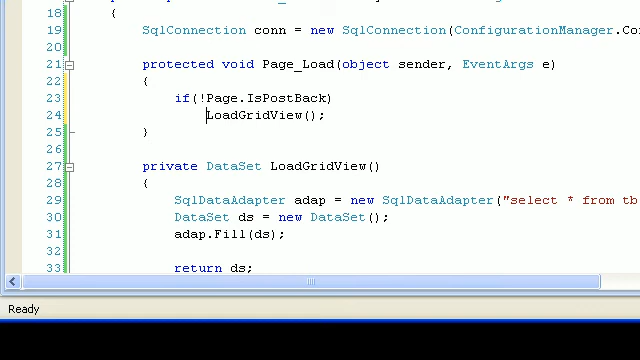 18 {
19 SqlConnection conn = new SqlConnection(ConfigurationManager.Co
20
21 protected void Page_Load(object sender, EventArgs e)
22 {
23 if(!Page.IsPostBack)
24 LoadGridView();
25 }
26
27 private DataSet LoadGridView()
28 {
29 SqlDataAdapter adap = new SqlDataAdapter("select * from tb
30 DataSet ds = new DataSet();
31 adap.Fill(ds);
32
33 return ds;
Ready